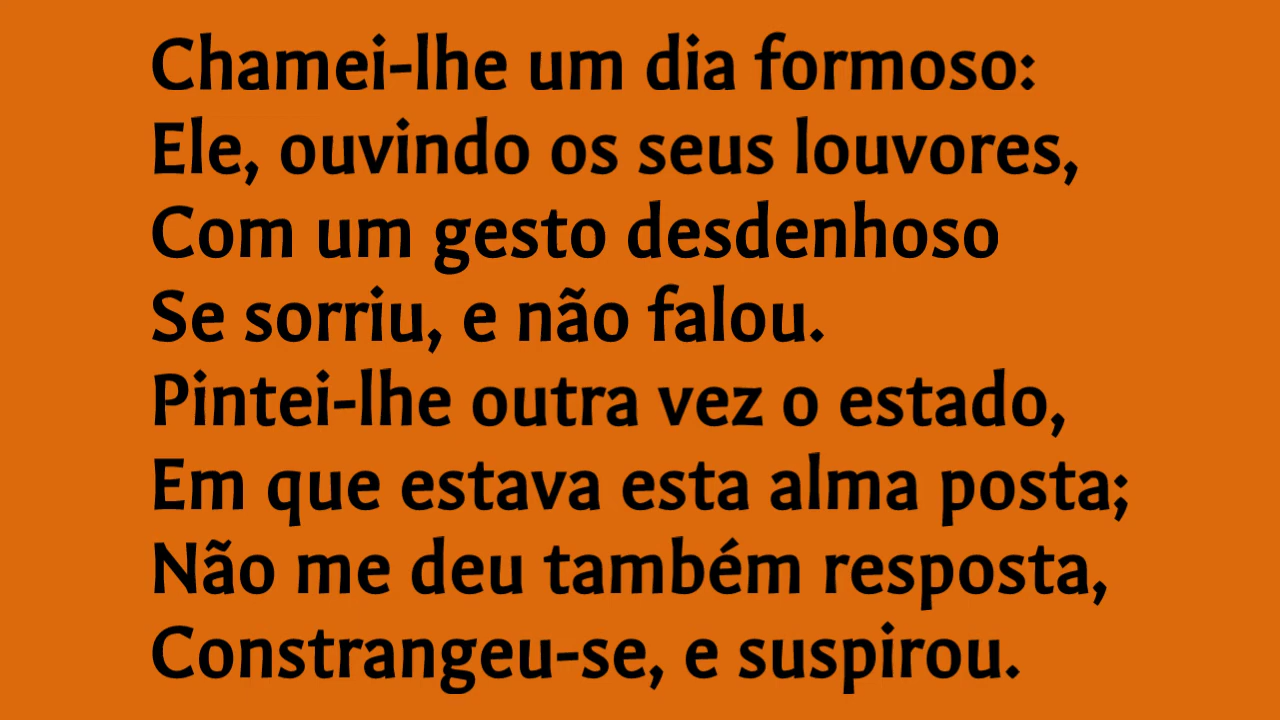 Chamei-lhe um dia formoso:
Ele, ouvindo os seus louvores,
Com um gesto desdenhoso
Se sorriu, e não falou.
Pintei-lhe outra vez o estado,
Em que estava esta alma posta;
Não me deu também resposta,
Constrangeu-se, e suspirou.